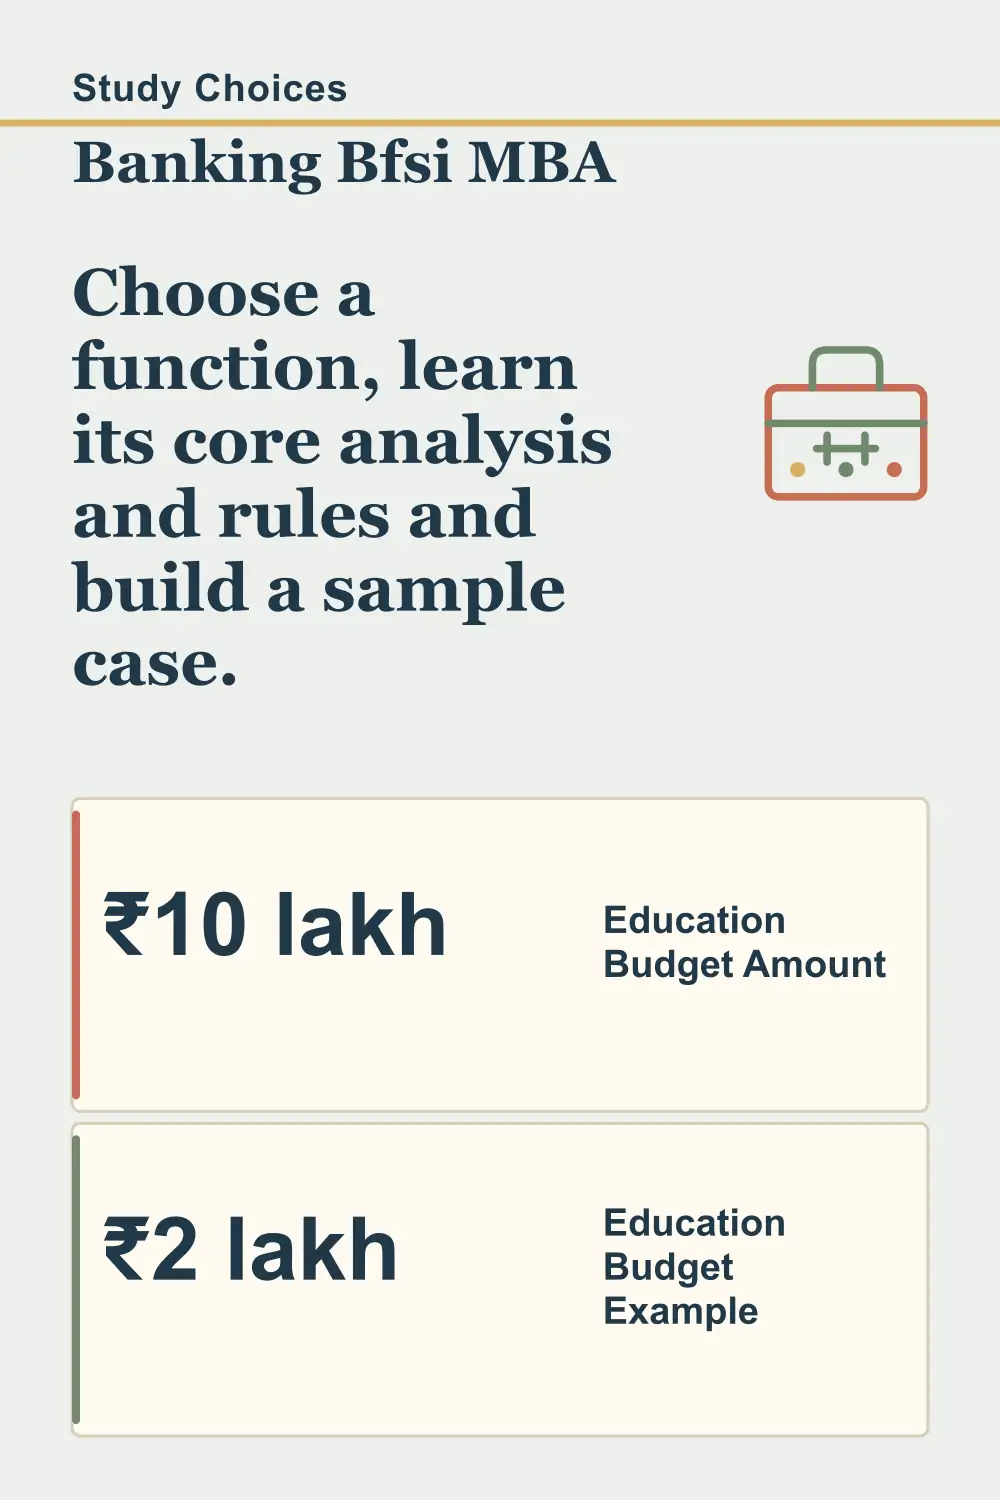 Study Choices
Banking Bfsi MBA
Choose a
function, learn
its core analysis
and rules and
build a sample
case.
₹10 lakh
Education
Budget Amount
₹2 lakh
Education
Budget
Example